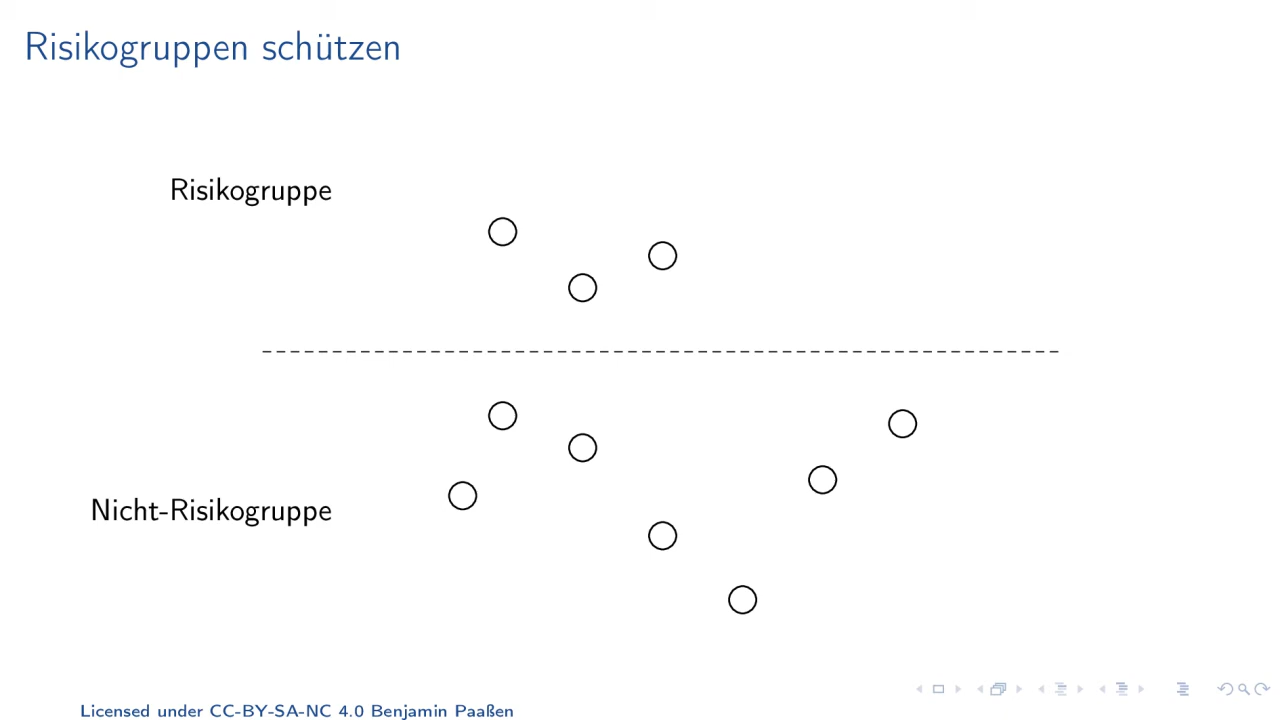 Risikogruppen schützen
Risikogruppe
Nicht-Risikogruppe
Licensed under CC-BY-SA-NC 4.0 Benjamin Paaßen